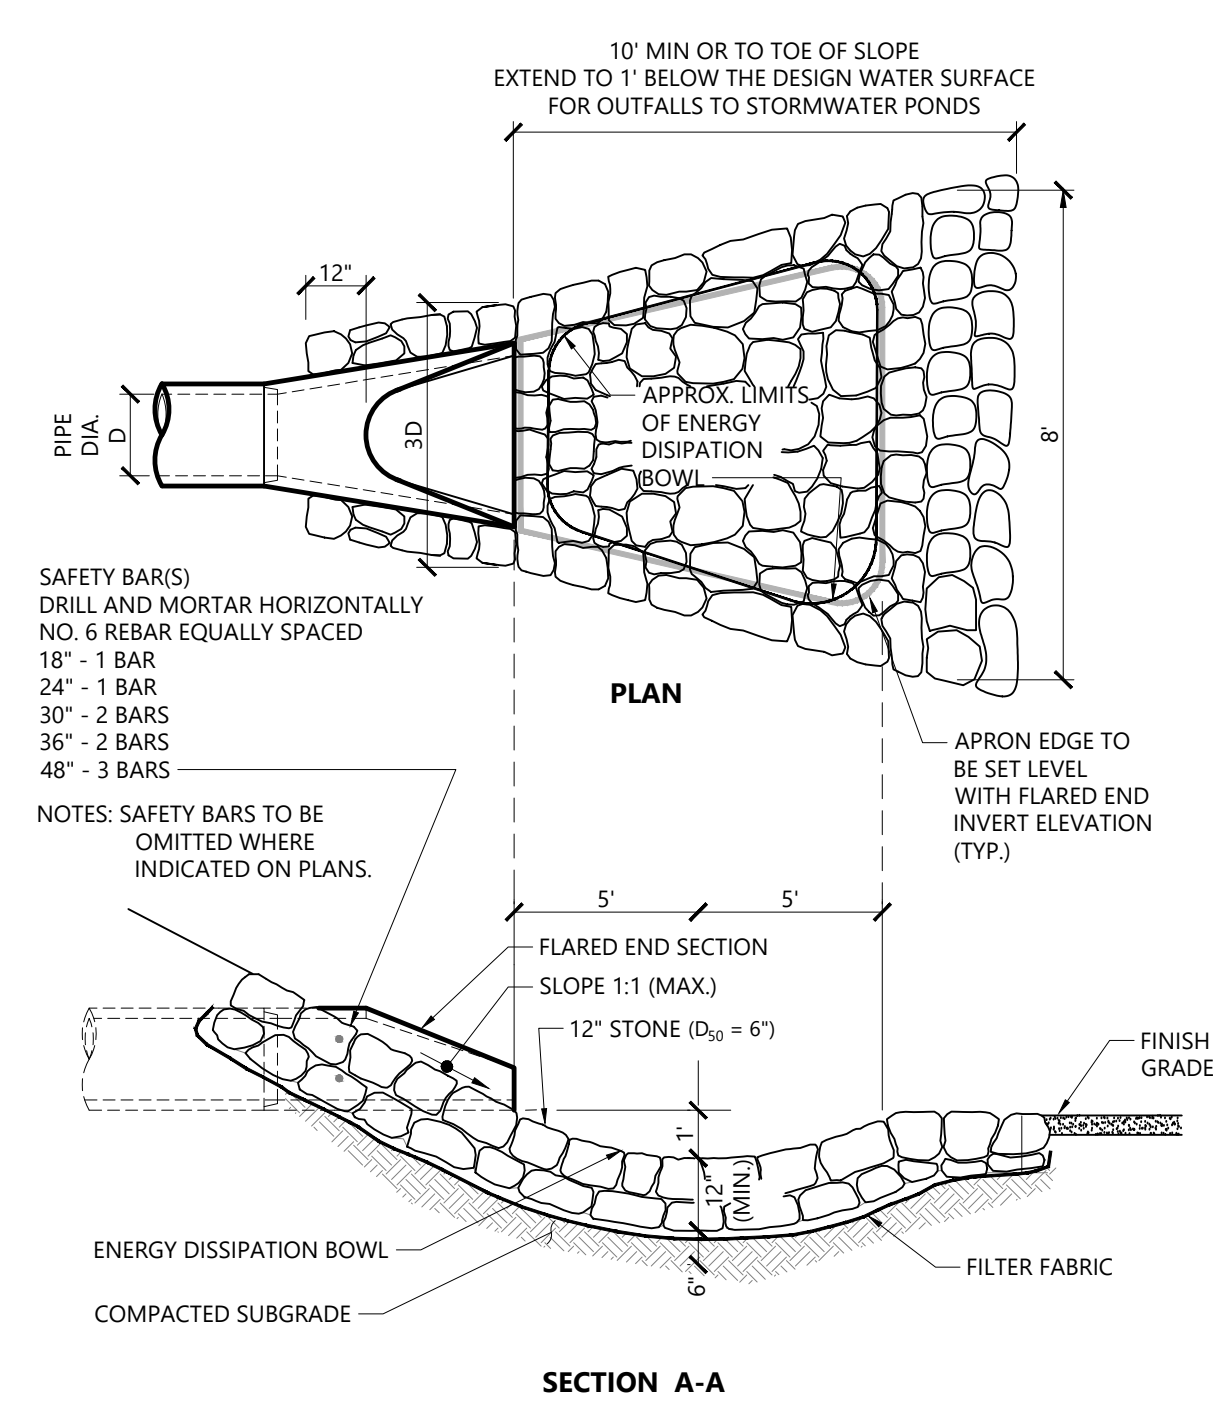 10' MIN OR TO TOE OF SLOPE
EXTEND TO 1' BELOW THE DESIGN WATER SURFACE
FOR OUTFALLS TO STORMWATER PONDS
12"
PIPE
DIA.
D
3D
APPROX. LIMITS
OF ENERGY
DISIPATION
BOWL
8'
SAFETY BAR(S)
DRILL AND MORTAR HORIZONTALLY
NO. 6 REBAR EQUALLY SPACED
18" - 1 BAR
24" - 1 BAR
30" - 2 BARS
36" - 2 BARS
48" - 3 BARS
PLAN
APRON EDGE TO
BE SET LEVEL
WITH FLARED END
INVERT ELEVATION
(TYP.)
NOTES: SAFETY BARS TO BE
OMITTED WHERE
INDICATED ON PLANS.
5'
5'
FLARED END SECTION
SLOPE 1:1 (MAX.)
12" STONE (D50 = 6")
FINISH
GRADE
1'
12"
(MIN.)
6"
ENERGY DISSIPATION BOWL
FILTER FABRIC
COMPACTED SUBGRADE
SECTION A-A